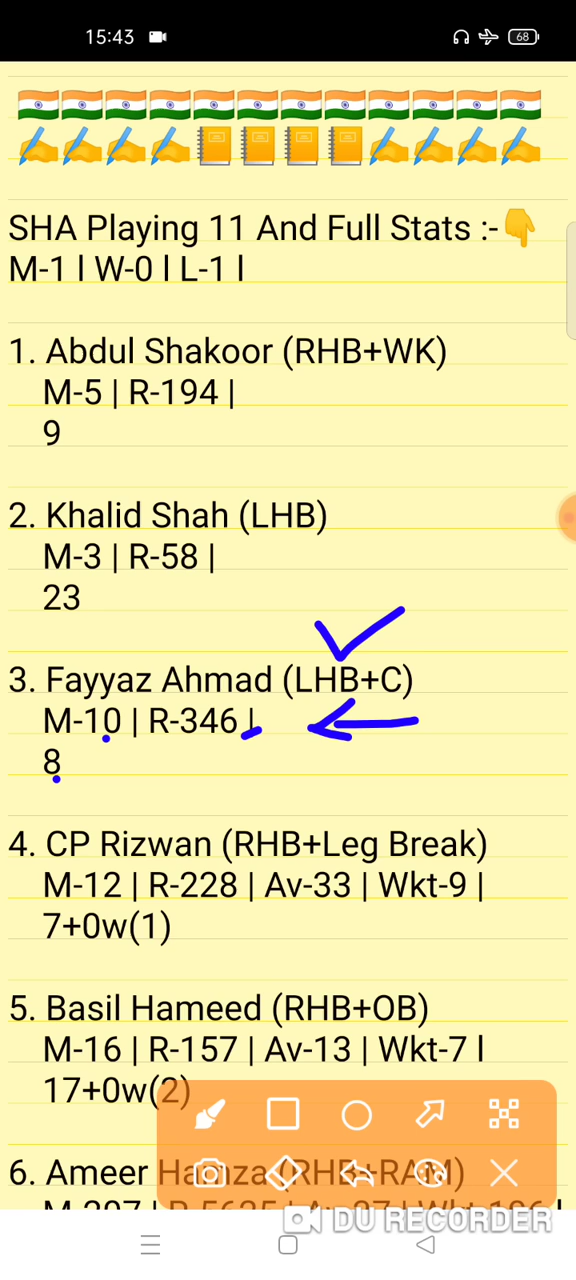 15:43
68
SHA Playing 11 And Full Stats :-👇
M-1 l W-0 l L-1 l
1. Abdul Shakoor (RHB+WK)
M-5 | R-194 |
9
2. Khalid Shah (LHB)
M-3 | R-58 |
23
3. Fayyaz Ahmad (LHB+C)
M-10 | R-346 |
8
4. CP Rizwan (RHB+Leg Break)
M-12 | R-228 | Av-33 | Wkt-9 |
7+0w(1)
5. Basil Hameed (RHB+OB)
M-16 | R-157 | Av-13 | Wkt-7 l
17+0w(2)
6. Ameer Hamza (RHB+RAM)
DU RECORDER